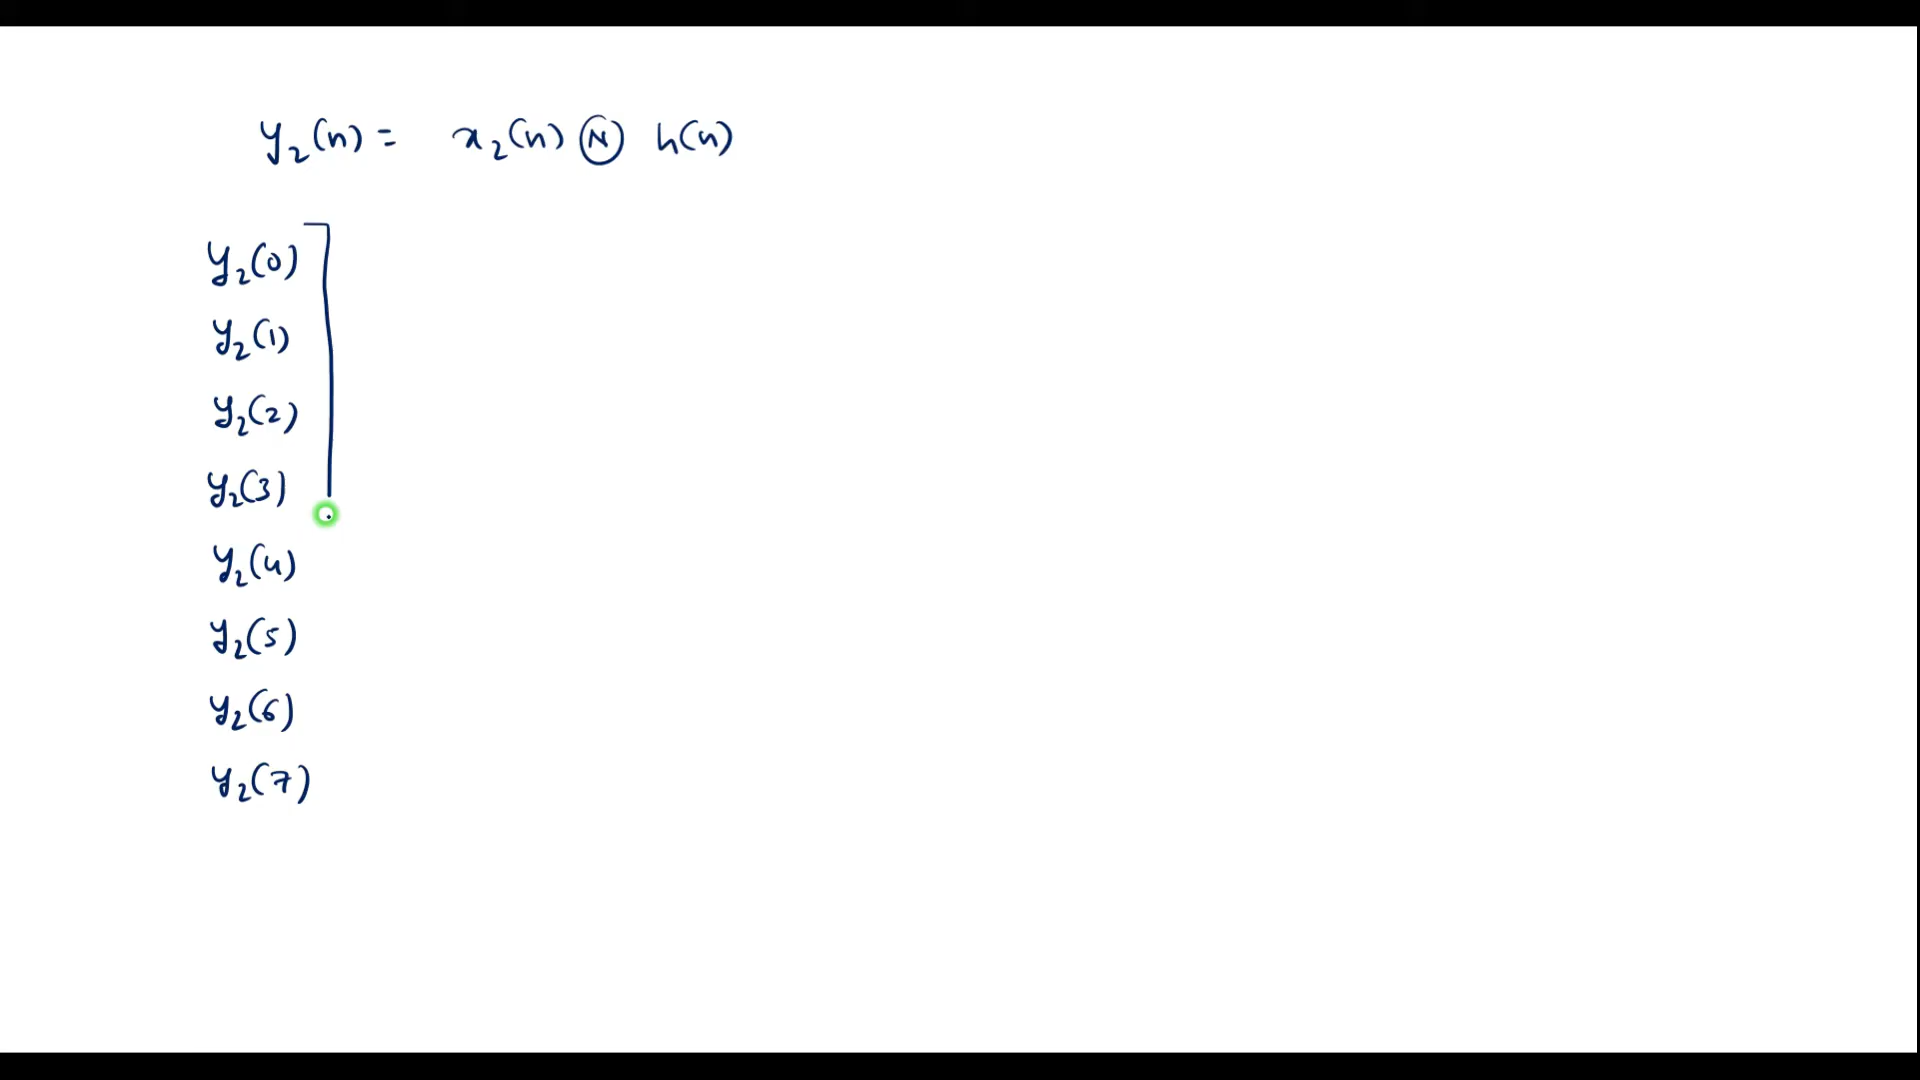 y₂(n) = x₂(n) Ⓝ h(n)
y₂(0)
y₂(1)
y₂(2)
y₂(3)
y₂(4)
y₂(5)
y₂(6)
y₂(7)